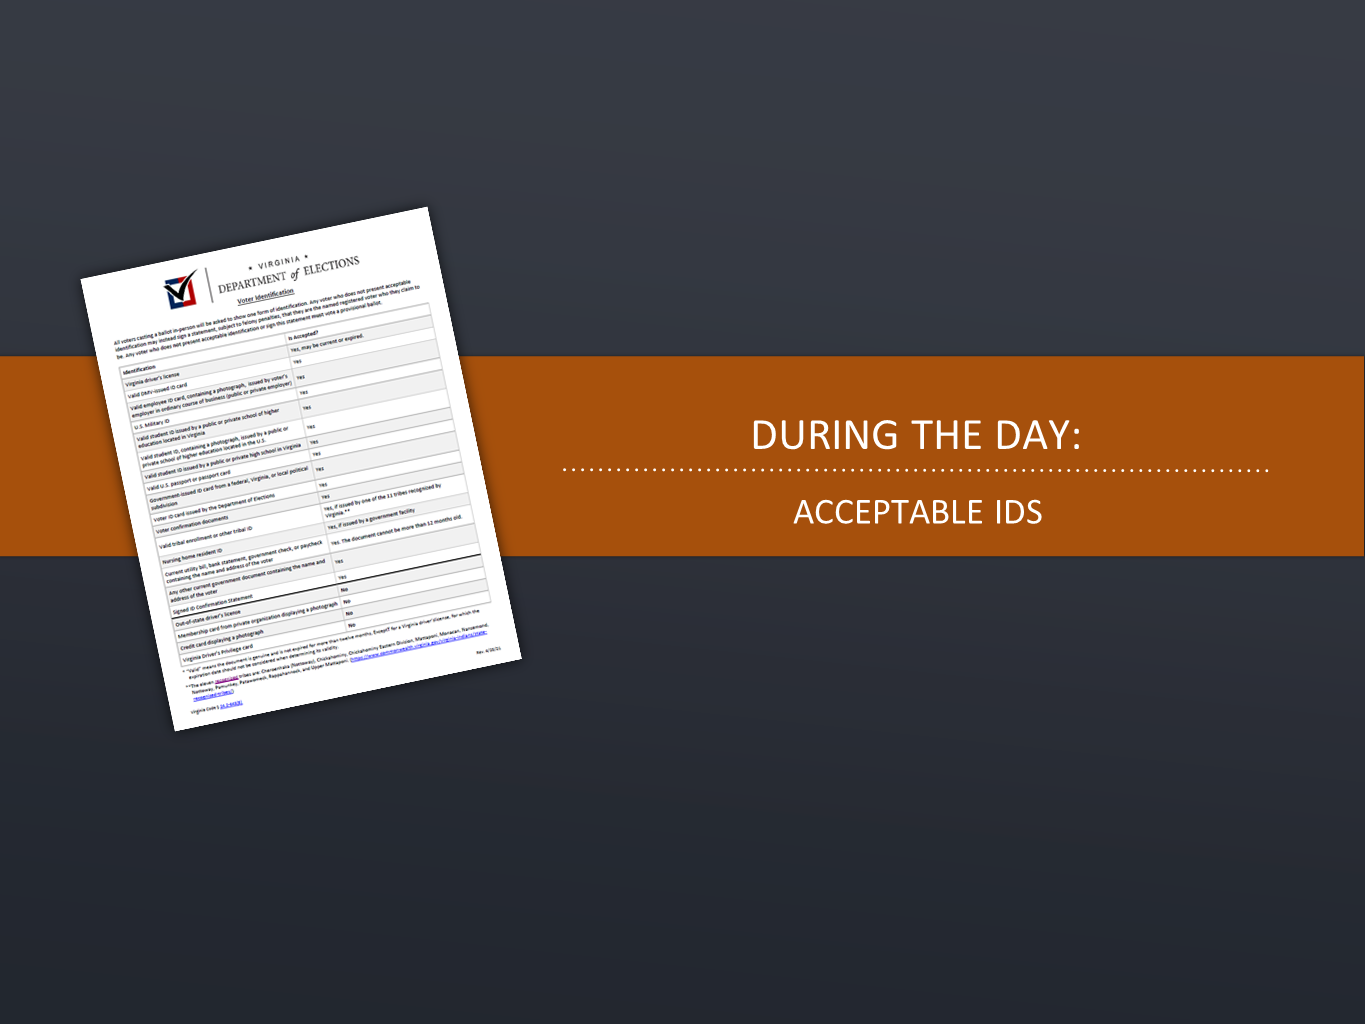 ★ VIRGINIA ★
DEPARTMENT of ELECTIONS
Voter Identification
All voters casting a ballot in-person will be asked to show one form of identification. Any voter who does not present acceptable
identification may instead sign a statement, subject to felony penalties, that they are the named registered voter who they claim to
be. Any voter who does not present acceptable identification or sign this statement must vote a provisional ballot.
Identification Is Accepted?
Virginia driver's license Yes, may be current or expired.
Valid DMV-issued ID card Yes
Valid employee ID card, containing a photograph, issued by voter's
employer in ordinary course of business (public or private employer) Yes
U.S. Military ID Yes
Valid student ID issued by a public or private school of higher
education located in Virginia Yes
Valid student ID, containing a photograph, issued by a public or
private school of higher education located in the U.S. Yes
Valid student ID issued by a public or private high school in Virginia Yes
Valid U.S. passport or passport card Yes
Government-issued ID card from a federal, Virginia, or local political
subdivision Yes
Voter ID card issued by the Department of Elections Yes
Voter confirmation documents Yes
Valid tribal enrollment or other tribal ID Yes, if issued by one of the 11 tribes recognized by
Virginia.**
Nursing home resident ID Yes, if issued by a government facility
Current utility bill, bank statement, government check, or paycheck
containing the name and address of the voter Yes. The document cannot be more than 12 months old.
Any other current government document containing the name and
address of the voter Yes
Signed ID Confirmation Statement Yes
Out-of-state driver's license No
Membership card from private organization displaying a photograph No
Credit card displaying a photograph No
Virginia Driver's Privilege card No
* "Valid" means the document is genuine and is not expired for more than twelve months. Except for a Virginia driver's license, for which the
expiration date should not be considered when determining its validity.
**The eleven recognized tribes are: Cheroenhaka (Nottoway), Chickahominy, Chickahominy Eastern Division, Mattaponi, Monacan, Nansemond,
Nottoway, Pamunkey, Patawomeck, Rappahannock, and Upper Mattaponi.
Virginia Code §
DURING THE DAY:
ACCEPTABLE IDS